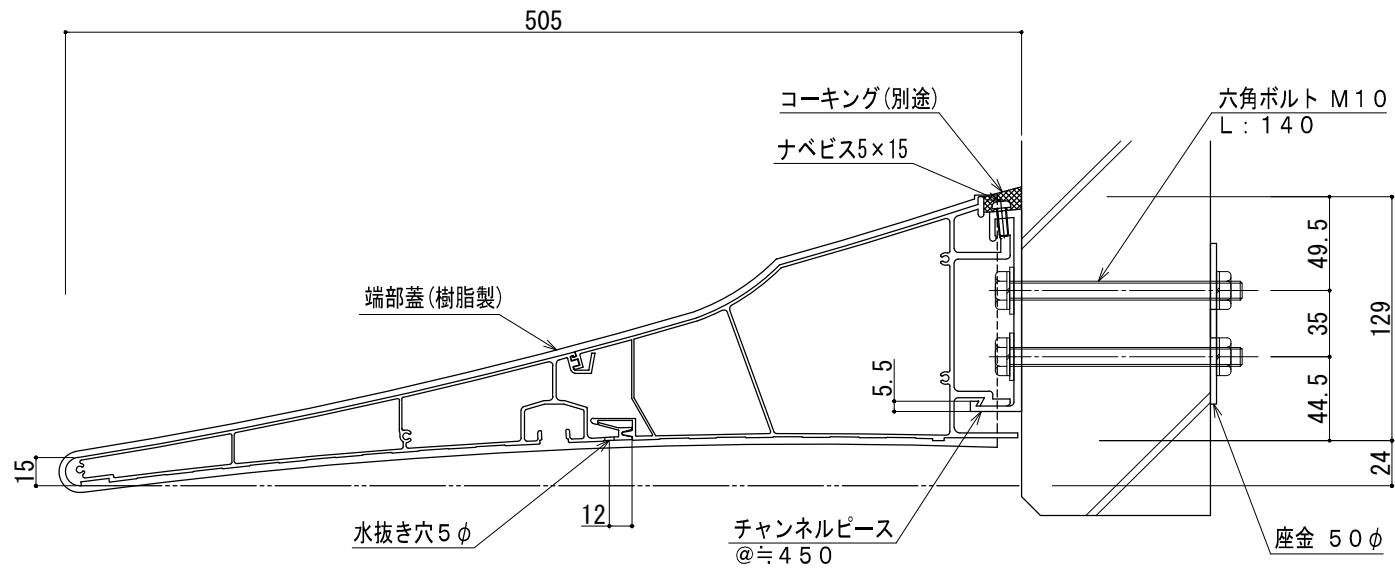 505
コーキング(別途)
六角ボルト M10
L:140
ナベビス5×15
49.5
端部蓋(樹脂製)
35
129
5.5
44.5
15
24
12
水抜き穴5φ
チャンネルピース
@≒450
座金 50φ